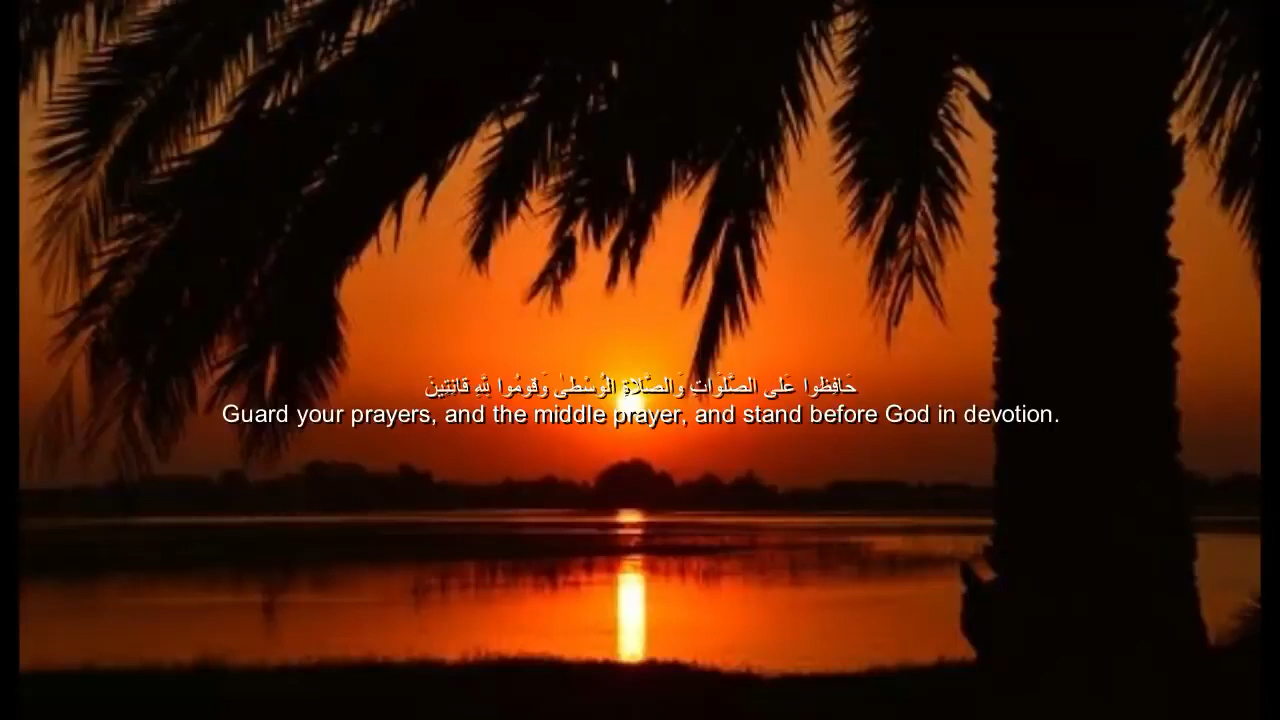 حَافِظُوا عَلَى الصَّلَوَاتِ وَالصَّلَاةِ الْوُسْطَىٰ وَقُومُوا لِلَّهِ قَانِتِينَ
Guard your prayers, and the middle prayer, and stand before God in devotion.